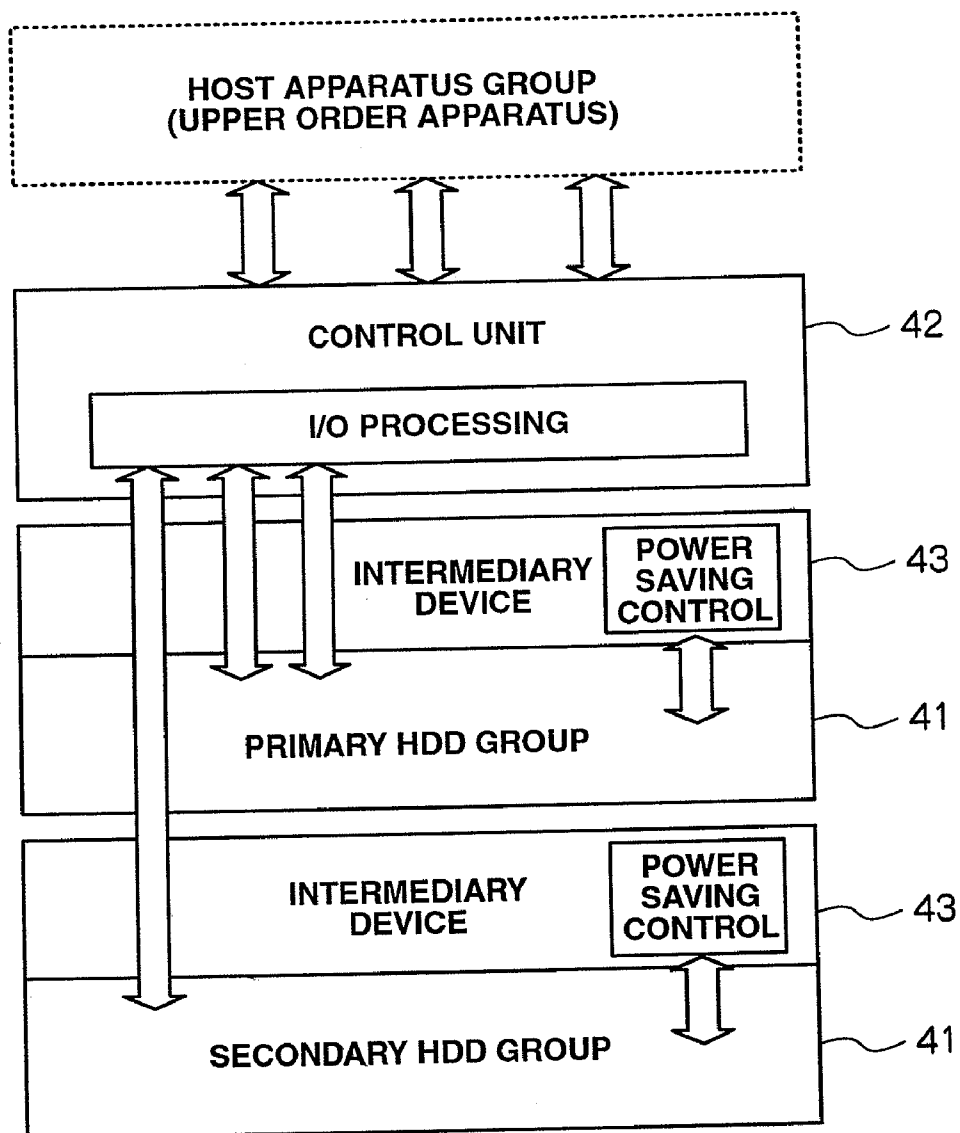 HOST APPARATUS GROUP
(UPPER ORDER APPARATUS)
CONTROL UNIT
42
I/O PROCESSING
INTERMEDIARY
DEVICE
POWER
SAVING
CONTROL
43
PRIMARY HDD GROUP
41
INTERMEDIARY
DEVICE
POWER
SAVING
CONTROL
43
SECONDARY HDD GROUP
41